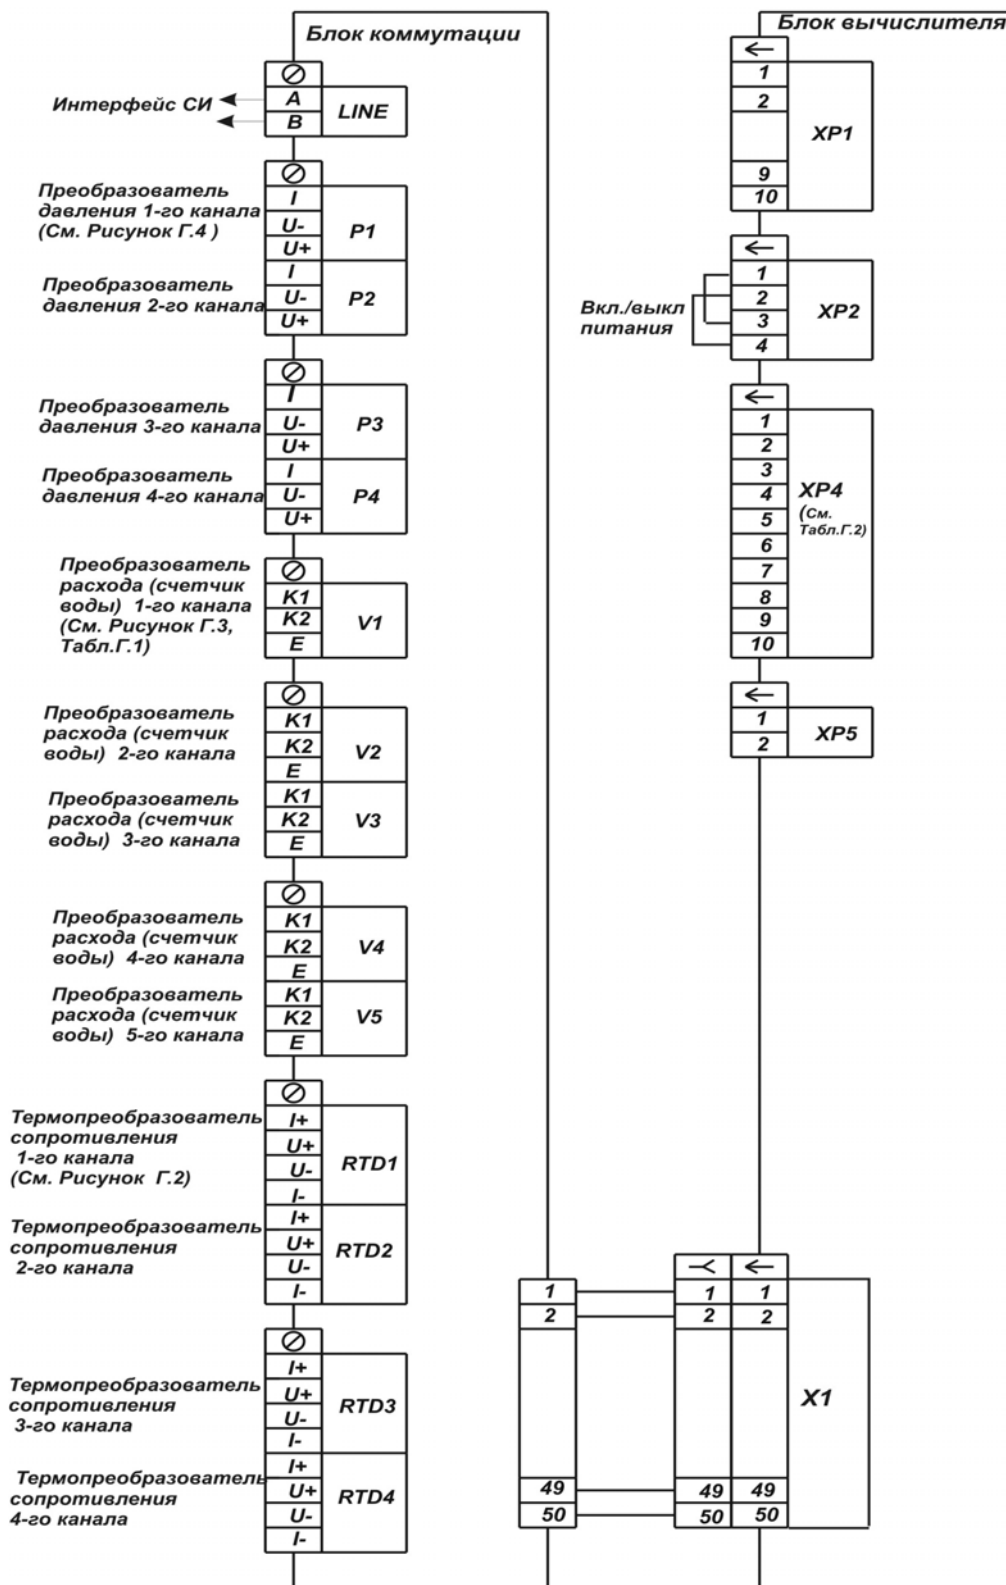 Блок коммутации
Интерфейс СИ
A
B
LINE
Преобразователь
давления 1-го канала
(См. Рисунок Г.4 )
I
U-
U+
P1
Преобразователь
давления 2-го канала
I
U-
U+
P2
Преобразователь
давления 3-го канала
I
U-
U+
P3
Преобразователь
давления 4-го канала
I
U-
U+
P4
Преобразователь
расхода (счетчик
воды) 1-го канала
(См. Рисунок Г.3,
Табл.Г.1)
K1
K2
E
V1
Преобразователь
расхода (счетчик
воды) 2-го канала
K1
K2
E
V2
Преобразователь
расхода (счетчик
воды) 3-го канала
K1
K2
E
V3
Преобразователь
расхода (счетчик
воды) 4-го канала
K1
K2
E
V4
Преобразователь
расхода (счетчик
воды) 5-го канала
K1
K2
E
V5
Термопреобразователь
сопротивления
1-го канала
(См. Рисунок Г.2)
I+
U+
U-
I-
RTD1
Термопреобразователь
сопротивления
2-го канала
I+
U+
U-
I-
RTD2
Термопреобразователь
сопротивления
3-го канала
I+
U+
U-
I-
RTD3
Термопреобразователь
сопротивления
4-го канала
I+
U+
U-
I-
RTD4
Блок вычислителя
1
2
9
10
XP1
Вкл./выкл
питания
1
2
3
4
XP2
1
2
3
4
5
6
7
8
9
10
XP4
(См.
Табл.Г.2)
1
2
XP5
1 1 1
2 2 2
X1
49 49 49
50 50 50